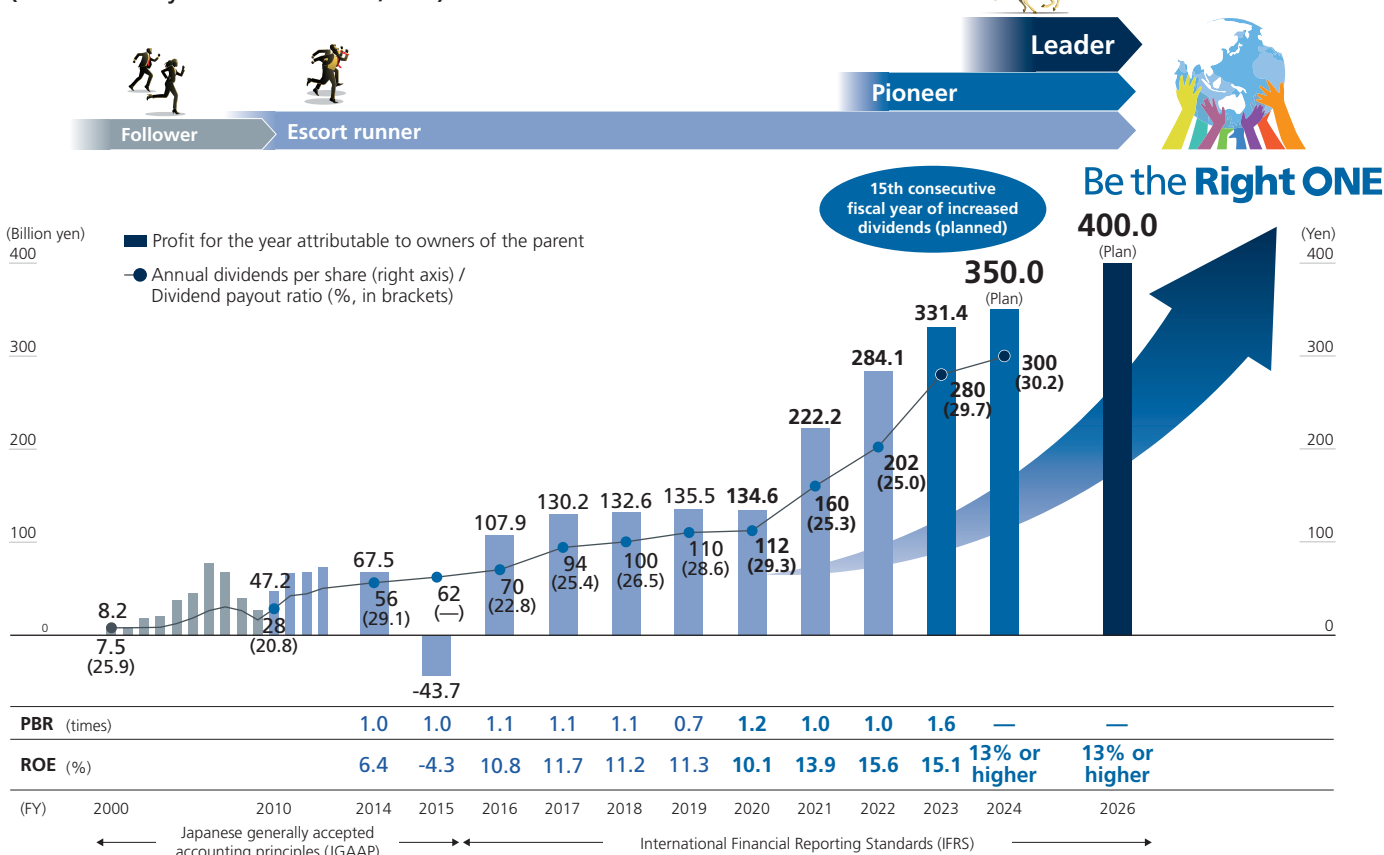 Leader
Pioneer
Follower
Escort runner
15th consecutive
fiscal year of increased
dividends (planned)
Be the Right ONE
(Billion yen)
(Yen)
Profit for the year attributable to owners of the parent
Annual dividends per share (right axis) /
Dividend payout ratio (%, in brackets)
400
300
200
100
0
400
300
200
100
0
8.2
7.5
(25.9)
47.2
28
(20.8)
67.5
56
(29.1)
62
(—)
-43.7
107.9
70
(22.8)
130.2
94
(25.4)
132.6
100
(26.5)
135.5
110
(28.6)
134.6
112
(29.3)
222.2
160
(25.3)
284.1
202
(25.0)
331.4
280
(29.7)
350.0
(Plan)
300
(30.2)
400.0
(Plan)
PBR (times) 1.0 1.0 1.1 1.1 1.1 0.7 1.2 1.0 1.0 1.6 — —
ROE (%) 6.4 -4.3 10.8 11.7 11.2 11.3 10.1 13.9 15.6 15.1 13% or higher 13% or higher
(FY) 2000 2010 2014 2015 2016 2017 2018 2019 2020 2021 2022 2023 2024 2026
Japanese generally accepted
accounting principles (JGAAP)
International Financial Reporting Standards (IFRS)